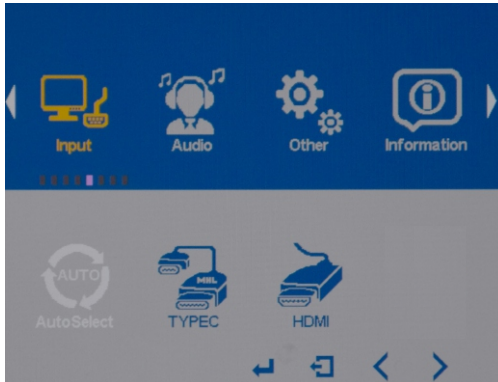 Input
Audio
Other
Information
AUTO
AutoSelect
MHL
TYPEC
HDMI